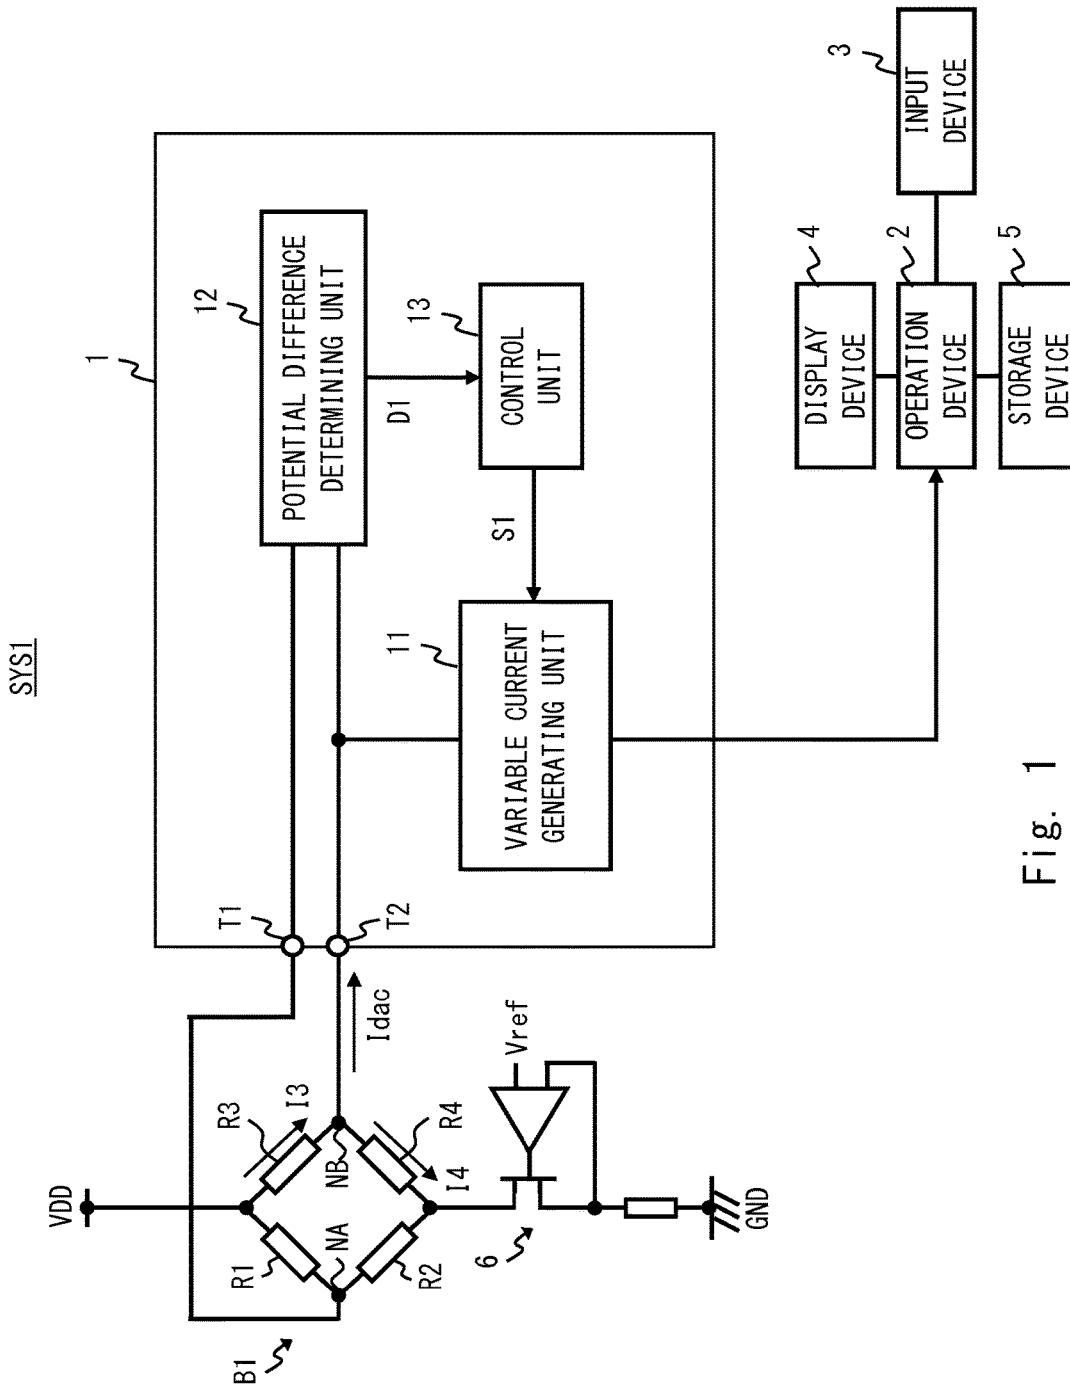 SYS1
1
12
POTENTIAL DIFFERENCE
DETERMINING UNIT
D1
13
CONTROL
UNIT
S1
11
VARIABLE CURRENT
GENERATING UNIT
T1
T2
Idac
VDD
B1
R1
R3
I3
NA
NB
R2
R4
I4
6
Vref
GND
4
DISPLAY
DEVICE
2
OPERATION
DEVICE
3
INPUT
DEVICE
5
STORAGE
DEVICE
Fig. 1